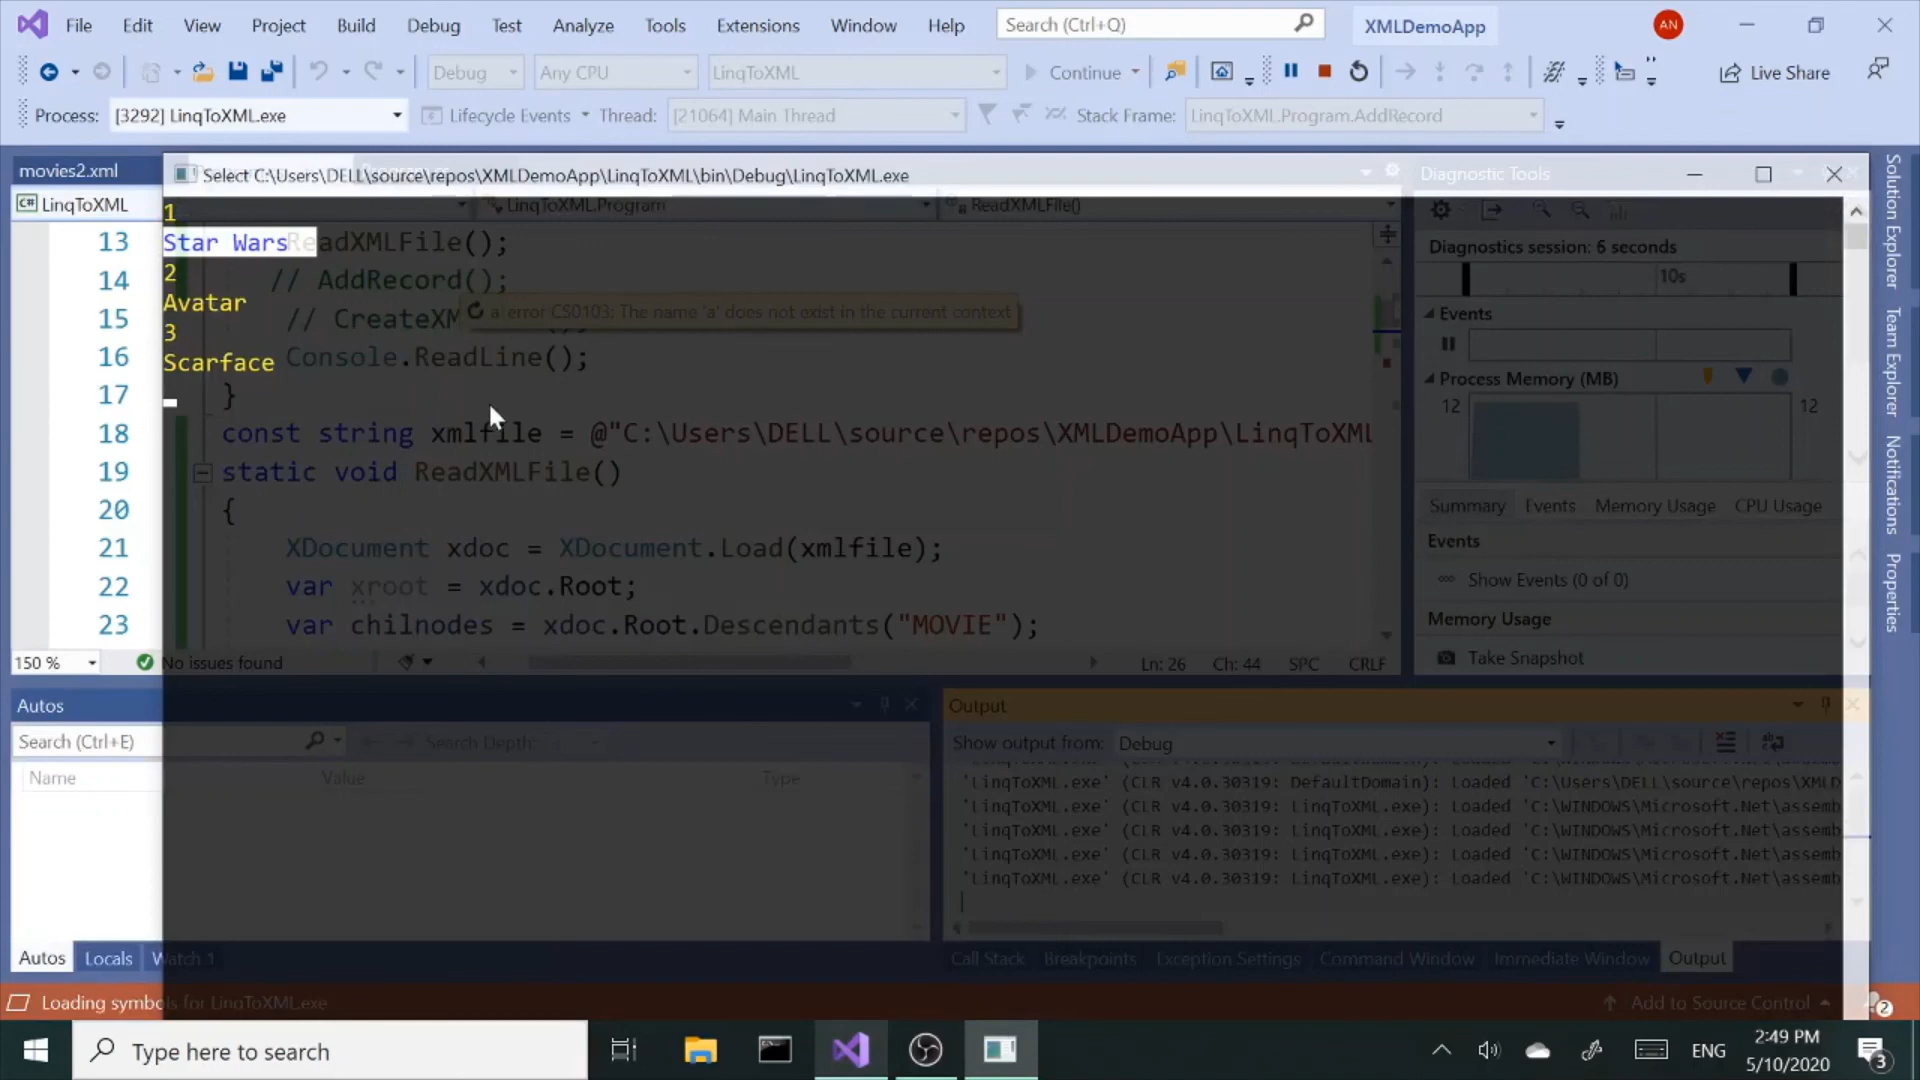 File Edit View Project Build Debug Test Analyze Tools Extensions Window Help Search (Ctrl+Q) XMLDemoApp AN
Debug Any CPU LinqToXML Continue Live Share
Process: [3292] LinqToXML.exe Lifecycle Events Thread: [21064] Main Thread Stack Frame: LinqToXML.Program.AddRecord
movies2.xml
Select C:\Users\DELL\source\repos\XMLDemoApp\LinqToXML\bin\Debug\LinqToXML.exe
Diagnostic Tools
LinqToXML LinqToXML.Program ReadXMLFile()
1
Star Wars
2
Avatar
3
Scarface
13 ReadXMLFile();
14 // AddRecord();
15 // CreateXM
a error CS0103: The name 'a' does not exist in the current context
16 Console.ReadLine();
17 }
18 const string xmlfile = @"C:\Users\DELL\source\repos\XMLDemoApp\LinqToXML
19 static void ReadXMLFile()
20 {
21 XDocument xdoc = XDocument.Load(xmlfile);
22 var xroot = xdoc.Root;
23 var chilnodes = xdoc.Root.Descendants("MOVIE");
150 % No issues found Ln: 26 Ch: 44 SPC CRLF
Diagnostics session: 6 seconds
10s
Events
Process Memory (MB)
12 12
Summary Events Memory Usage CPU Usage
Events
Show Events (0 of 0)
Memory Usage
Take Snapshot
Solution Explorer
Team Explorer
Notifications
Properties
Autos
Search (Ctrl+E) Search Depth:
Name Value Type
Autos Locals Watch 1
Output
Show output from: Debug
'LinqToXML.exe' (CLR v4.0.30319: DefaultDomain): Loaded 'C:\Users\DELL\source\repos\XMLD
'LinqToXML.exe' (CLR v4.0.30319: LinqToXML.exe): Loaded 'C:\WINDOWS\Microsoft.Net\assemb
'LinqToXML.exe' (CLR v4.0.30319: LinqToXML.exe): Loaded 'C:\WINDOWS\Microsoft.Net\assemb
'LinqToXML.exe' (CLR v4.0.30319: LinqToXML.exe): Loaded 'C:\WINDOWS\Microsoft.Net\assemb
'LinqToXML.exe' (CLR v4.0.30319: LinqToXML.exe): Loaded 'C:\WINDOWS\Microsoft.Net\assemb
Call Stack Breakpoints Exception Settings Command Window Immediate Window Output
Loading symbols for LinqToXML.exe Add to Source Control 2
Type here to search ENG 2:49 PM
5/10/2020 3